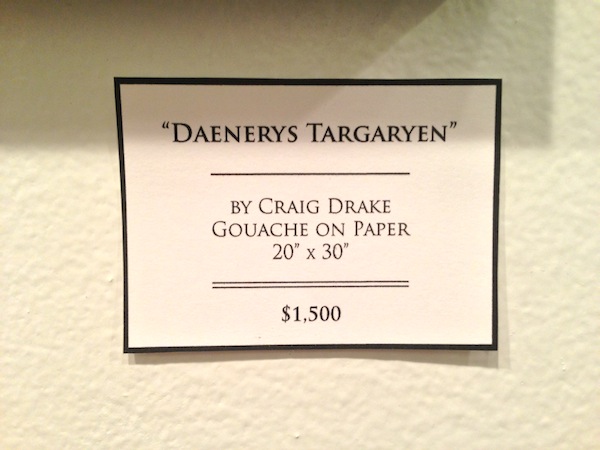 “Daenerys Targaryen”
by Craig Drake
Gouache on Paper
20” x 30”
$1,500